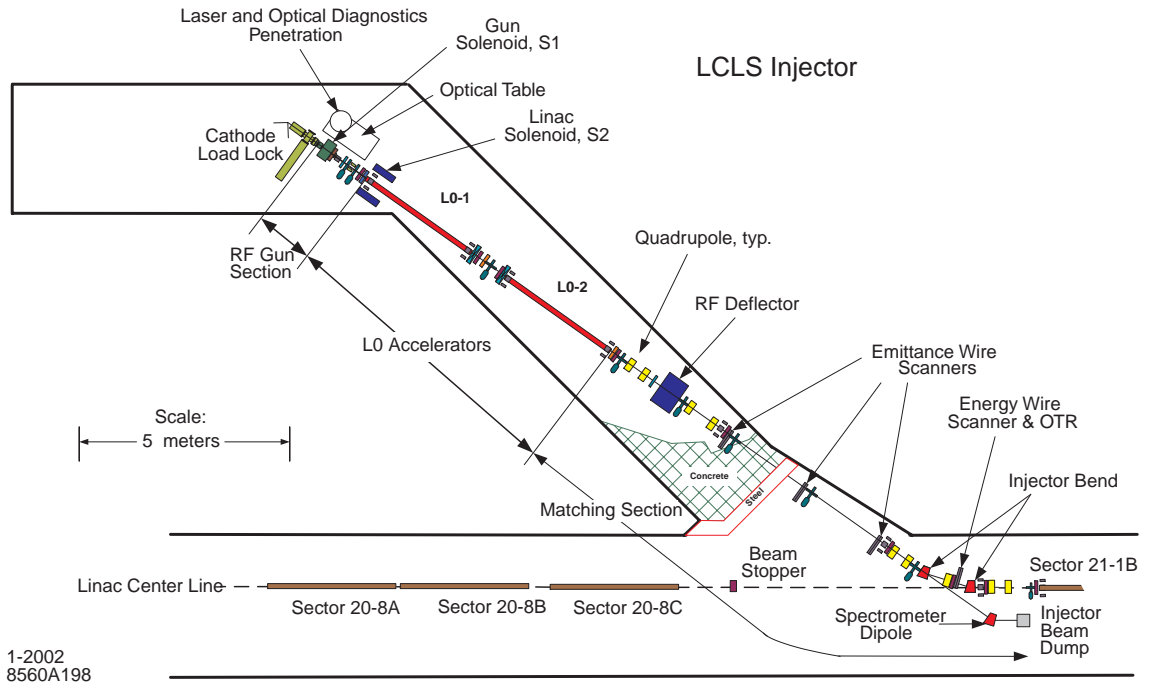 Laser and Optical Diagnostics
Penetration
Gun
Solenoid, S1
LCLS Injector
Optical Table
Linac
Solenoid, S2
Cathode
Load Lock
L0-1
RF Gun
Section
Quadrupole, typ.
L0-2
RF Deflector
L0 Accelerators
Emittance Wire
Scanners
Energy Wire
Scanner & OTR
Scale:
5 meters
Concrete
Steel
Injector Bend
Matching Section
Beam
Stopper
Sector 21-1B
Linac Center Line
Sector 20-8A
Sector 20-8B
Sector 20-8C
Spectrometer
Dipole
Injector
Beam
Dump
1-2002
8560A198